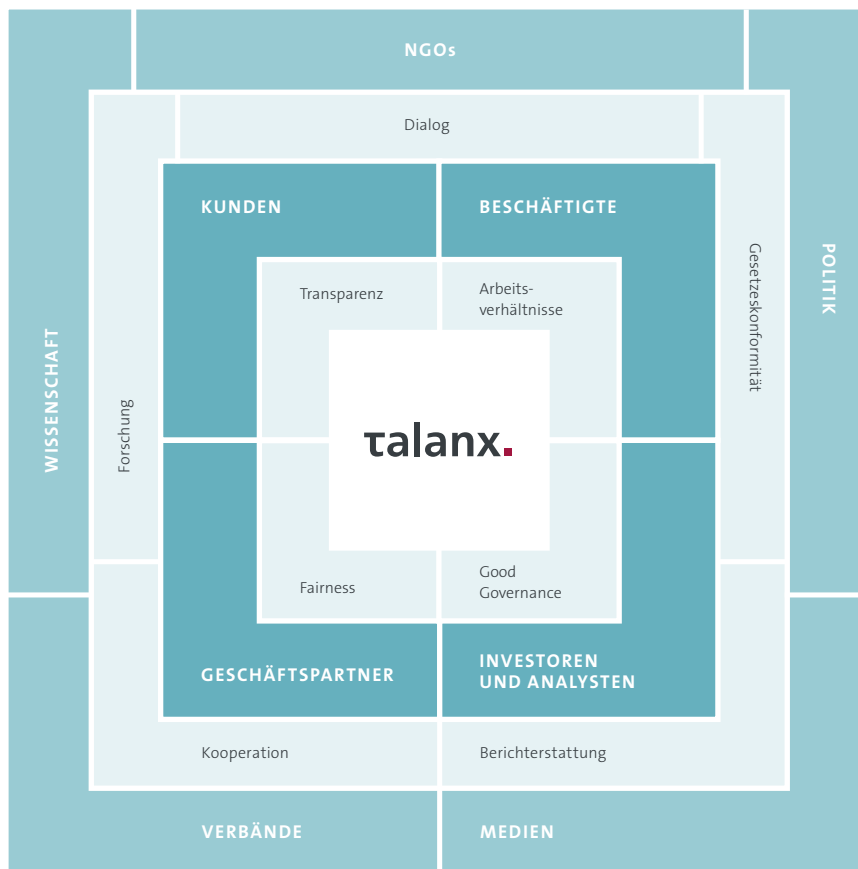 NGOs
Dialog
KUNDEN
BESCHÄFTIGTE
Transparenz
Arbeits-
verhältnisse
WISSENSCHAFT
Forschung
Gesetzeskonformität
POLITIK
talanx.
Fairness
Good
Governance
GESCHÄFTSPARTNER
INVESTOREN
UND ANALYSTEN
Kooperation
Berichterstattung
VERBÄNDE
MEDIEN